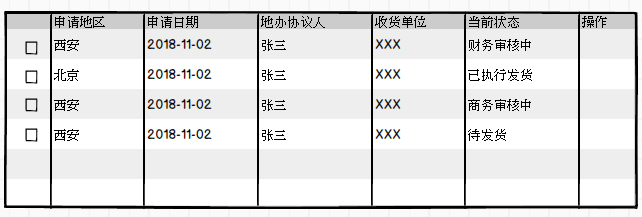 申请地区 申请日期 地办协议人 收货单位 当前状态 操作
西安 2018-11-02 张三 XXX 财务审核中
北京 2018-11-02 张三 XXX 已执行发货
西安 2018-11-02 张三 XXX 商务审核中
西安 2018-11-02 张三 XXX 待发货